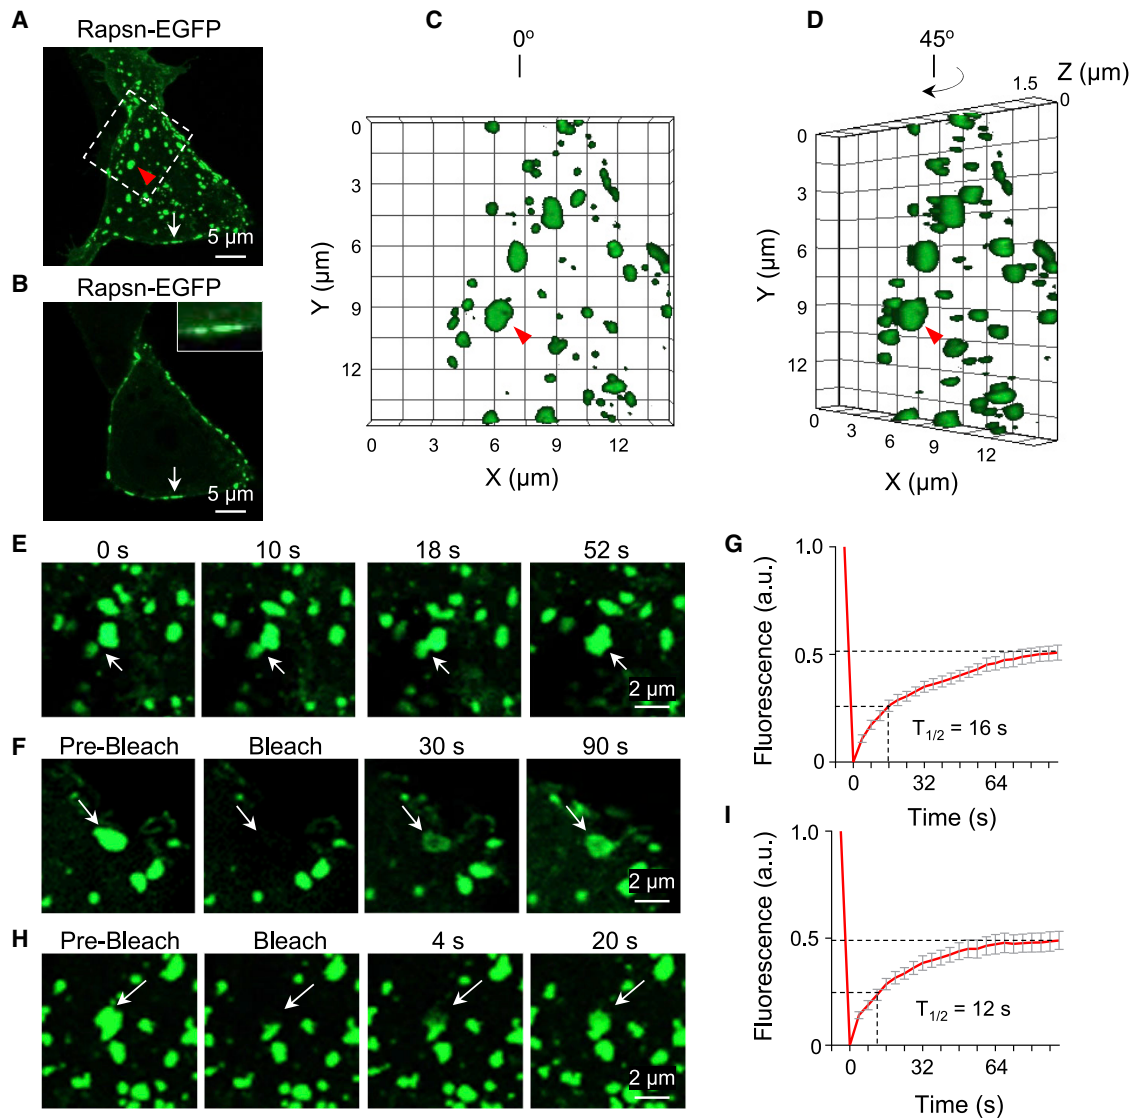 A
Rapsn-EGFP
5 µm
B
Rapsn-EGFP
5 µm
C
0º
0
3
6
9
12
Y (µm)
0 3 6 9 12
X (µm)
D
45º
Z (µm)
1.5
0
0
3
6
9
12
Y (µm)
0 3 6 9 12
X (µm)
E
0 s 10 s 18 s 52 s
2 µm
F
Pre-Bleach Bleach 30 s 90 s
2 µm
G
1.0
0.5
0
Fluorescence (a.u.)
T1/2 = 16 s
0 32 64
Time (s)
H
Pre-Bleach Bleach 4 s 20 s
2 µm
I
1.0
0.5
0
Fluorescence (a.u.)
T1/2 = 12 s
0 32 64
Time (s)